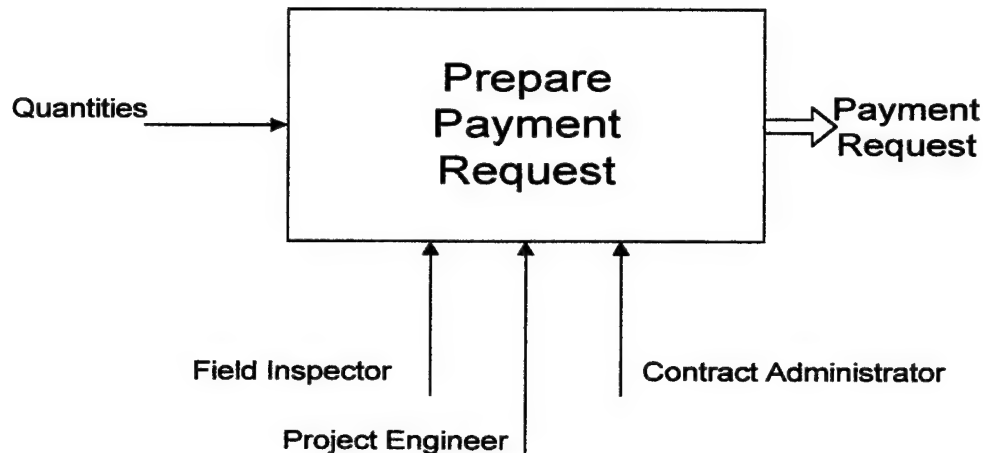 Prepare
Payment
Request
Quantities
Payment
Request
Field Inspector
Contract Administrator
Project Engineer